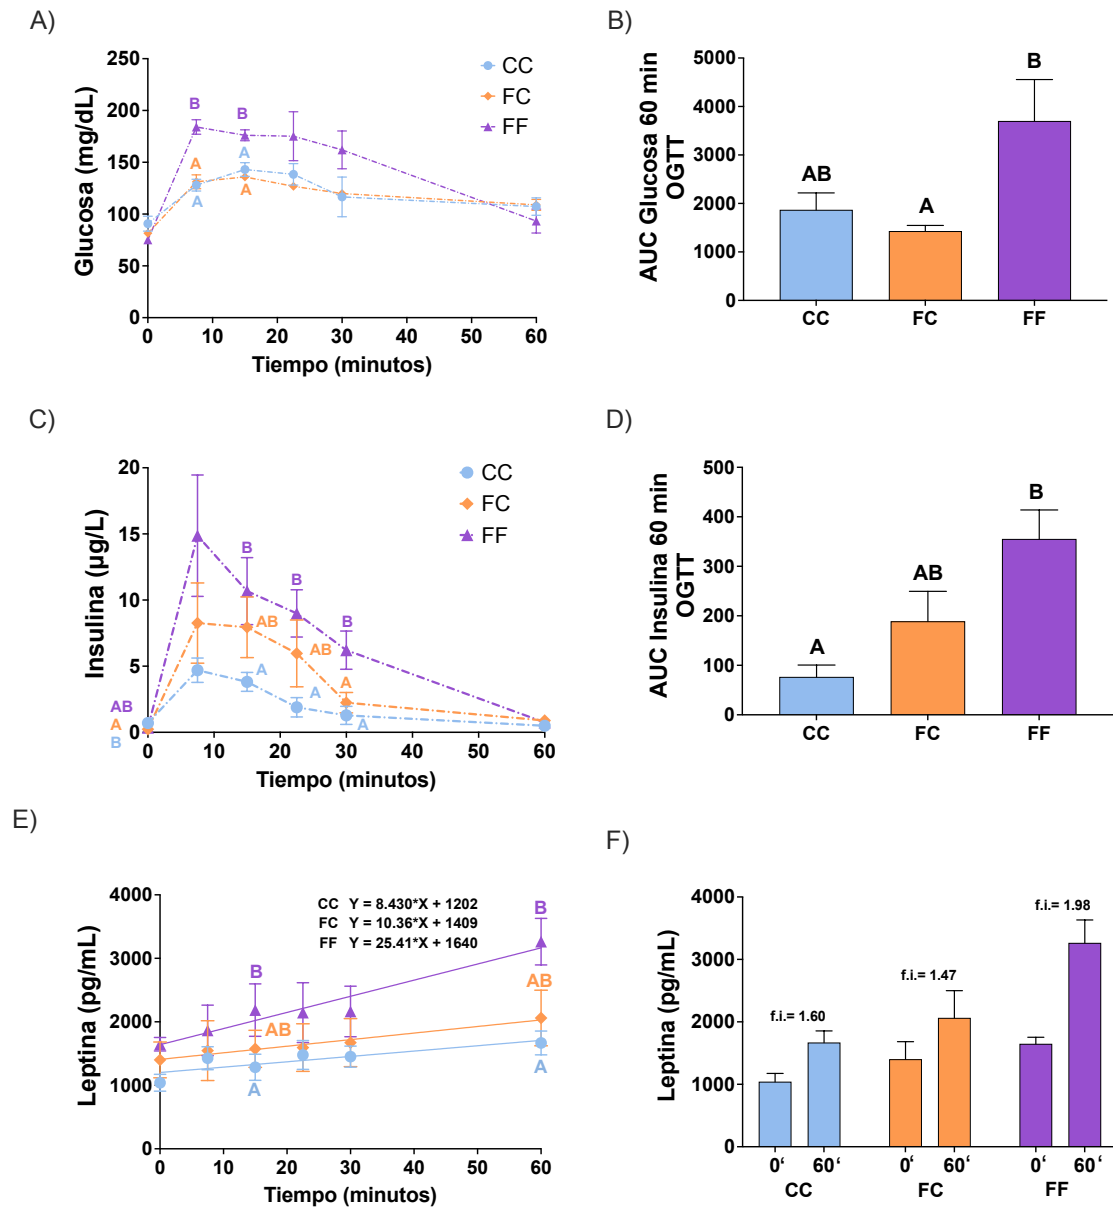 A)
Glucosa (mg/dL)
250
200
150
100
50
0
B
B
A
A
A
A
CC
FC
FF
0
10
20
30
40
50
60
Tiempo (minutos)
B)
AUC Glucosa 60 min
OGTT
5000
4000
3000
2000
1000
0
AB
A
B
CC
FC
FF
C)
Insulina (µg/L)
20
15
10
5
0
AB
A
B
B
B
B
AB
AB
A
A
A
A
CC
FC
FF
0
10
20
30
40
50
60
Tiempo (minutos)
D)
AUC Insulina 60 min
OGTT
500
400
300
200
100
0
A
AB
B
CC
FC
FF
E)
Leptina (pg/mL)
4000
3000
2000
1000
0
CC Y = 8.430*X + 1202
FC Y = 10.36*X + 1409
FF Y = 25.41*X + 1640
B
AB
A
B
AB
A
0
10
20
30
40
50
60
Tiempo (minutos)
F)
Leptina (pg/mL)
4000
3000
2000
1000
0
f.i.= 1.60
f.i.= 1.47
f.i.= 1.98
0‘
60‘
0‘
60‘
0‘
60‘
CC
FC
FF